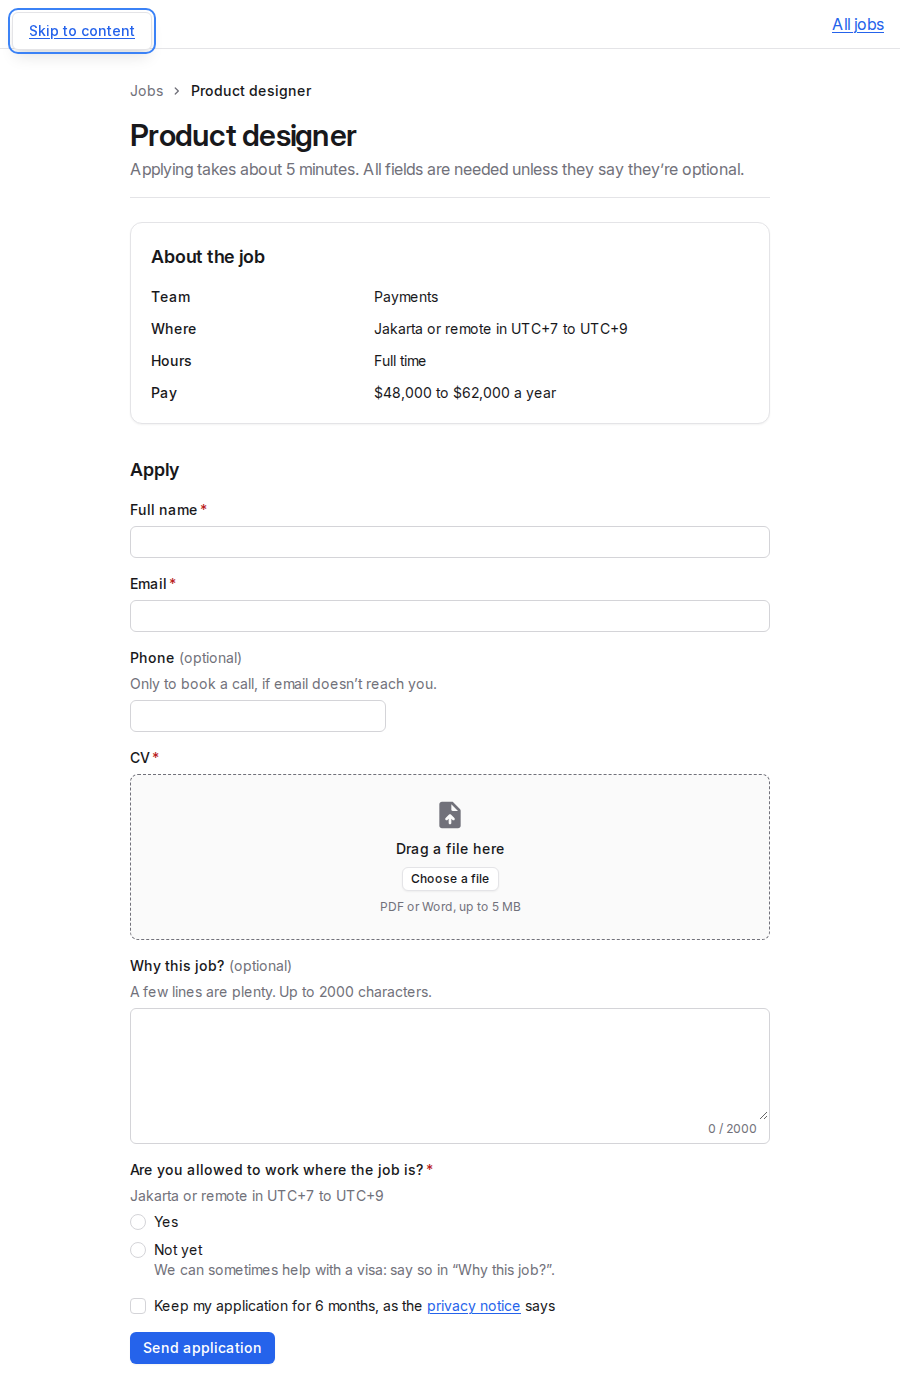 Skip to content
All jobs
Jobs > Product designer
Product designer
Applying takes about 5 minutes. All fields are needed unless they say they’re optional.
About the job
Team Payments
Where Jakarta or remote in UTC+7 to UTC+9
Hours Full time
Pay $48,000 to $62,000 a year
Apply
Full name *
Email *
Phone (optional)
Only to book a call, if email doesn’t reach you.
CV *
Drag a file here
Choose a file
PDF or Word, up to 5 MB
Why this job? (optional)
A few lines are plenty. Up to 2000 characters.
0 / 2000
Are you allowed to work where the job is? *
Jakarta or remote in UTC+7 to UTC+9
Yes
Not yet
We can sometimes help with a visa: say so in “Why this job?”.
Keep my application for 6 months, as the privacy notice says
Send application